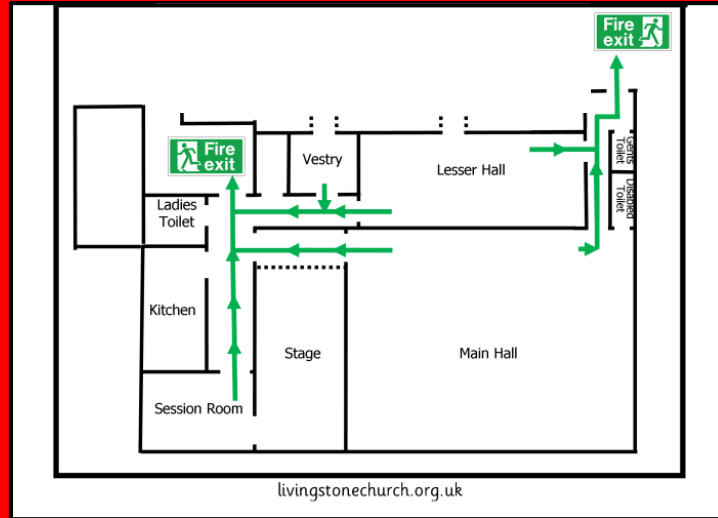 Fire
exit
Fire
exit
Vestry
Lesser Hall
Gents
Toilet
Disabled
Toilet
Ladies
Toilet
Kitchen
Stage
Main Hall
Session Room
livingstonechurch.org.uk